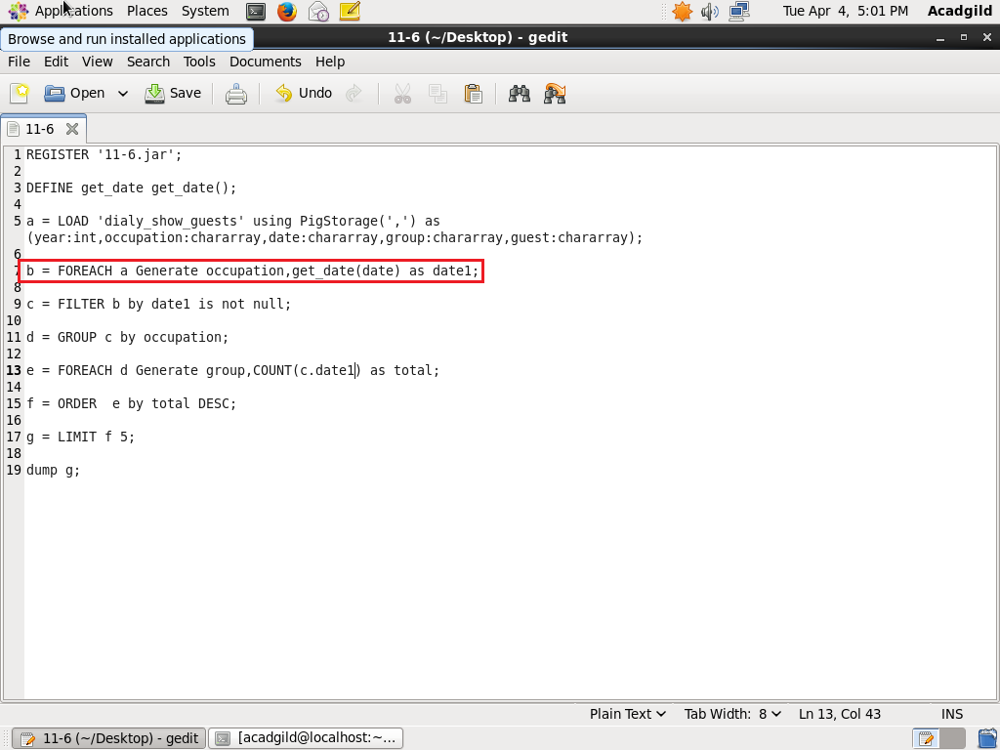 Applications Places System Tue Apr 4, 5:01 PM Acadgild
Browse and run installed applications
11-6 (~/Desktop) - gedit
File Edit View Search Tools Documents Help
Open Save Undo
11-6
1 REGISTER '11-6.jar';
2
3 DEFINE get_date get_date();
4
5 a = LOAD 'dialy_show_guests' using PigStorage(',') as
(year:int,occupation:chararray,date:chararray,group:chararray,guest:chararray);
6
7 b = FOREACH a Generate occupation,get_date(date) as date1;
8
9 c = FILTER b by date1 is not null;
10
11 d = GROUP c by occupation;
12
13 e = FOREACH d Generate group,COUNT(c.date1) as total;
14
15 f = ORDER  e by total DESC;
16
17 g = LIMIT f 5;
18
19 dump g;
Plain Text Tab Width: 8 Ln 13, Col 43 INS
11-6 (~/Desktop) - gedit [acadgild@localhost:~...